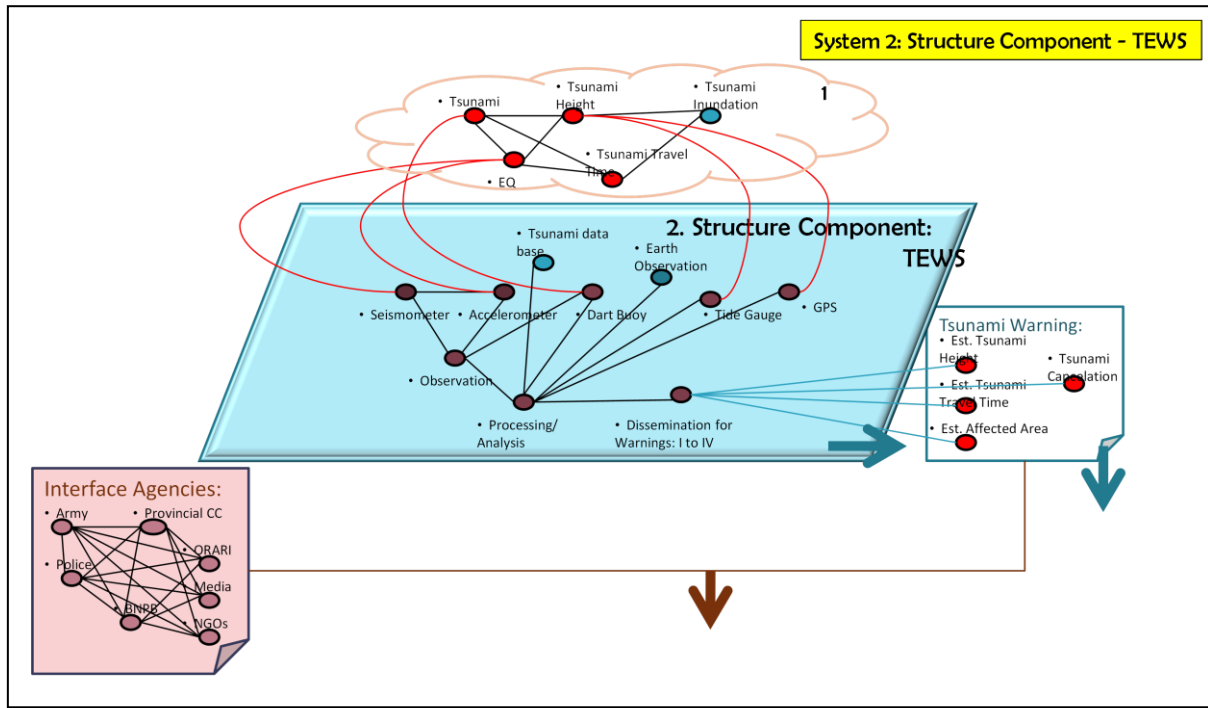 System 2: Structure Component - TEWS
1
• Tsunami
• Tsunami
Height
• Tsunami
Inundation
• Tsunami Travel
Time
• EQ
2. Structure Component:
TEWS
• Tsunami data
base
• Earth
Observation
• Seismometer
• Accelerometer
• Dart Buoy
• Tide Gauge
• GPS
• Observation
• Processing/
Analysis
• Dissemination for
Warnings: I to IV
Tsunami Warning:
• Est. Tsunami
Height
• Tsunami
Cancalation
• Est. Tsunami
Travel Time
• Est. Affected Area
Interface Agencies:
• Army
• Provincial CC
• ORARI
• Police
• Media
• BNPB
• NGOs